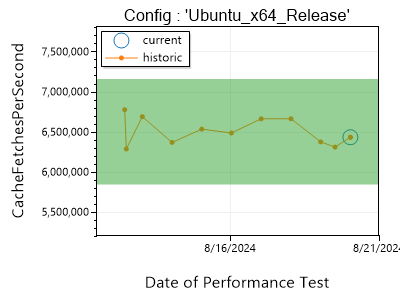 Config : 'Ubuntu_x64_Release'
current
historic
CacheFetchesPerSecond
7,500,000
7,000,000
6,500,000
6,000,000
5,500,000
8/16/2024
8/21/2024
Date of Performance Test